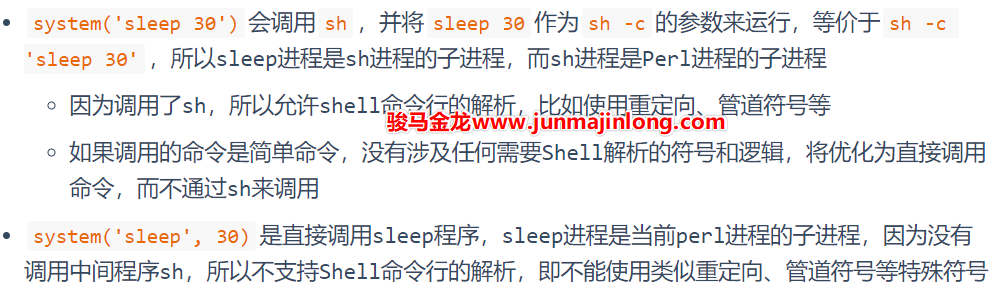 • system('sleep 30') 会调用 sh ，并将 sleep 30 作为 sh -c 的参数来运行，等价于 sh -c
'sleep 30' ，所以sleep进程是sh进程的子进程，而sh进程是Perl进程的子进程
◦ 因为调用了sh，所以允许shell命令行的解析，比如使用重定向、管道符号等
骏马金龙www.junmajinlong.com
◦ 如果调用的命令是简单命令，没有涉及任何需要Shell解析的符号和逻辑，将优化为直接调用
命令，而不通过sh来调用
• system('sleep', 30) 是直接调用sleep程序，sleep进程是当前perl进程的子进程，因为没有
调用中间程序sh，所以不支持Shell命令行的解析，即不能使用类似重定向、管道符号等特殊符号